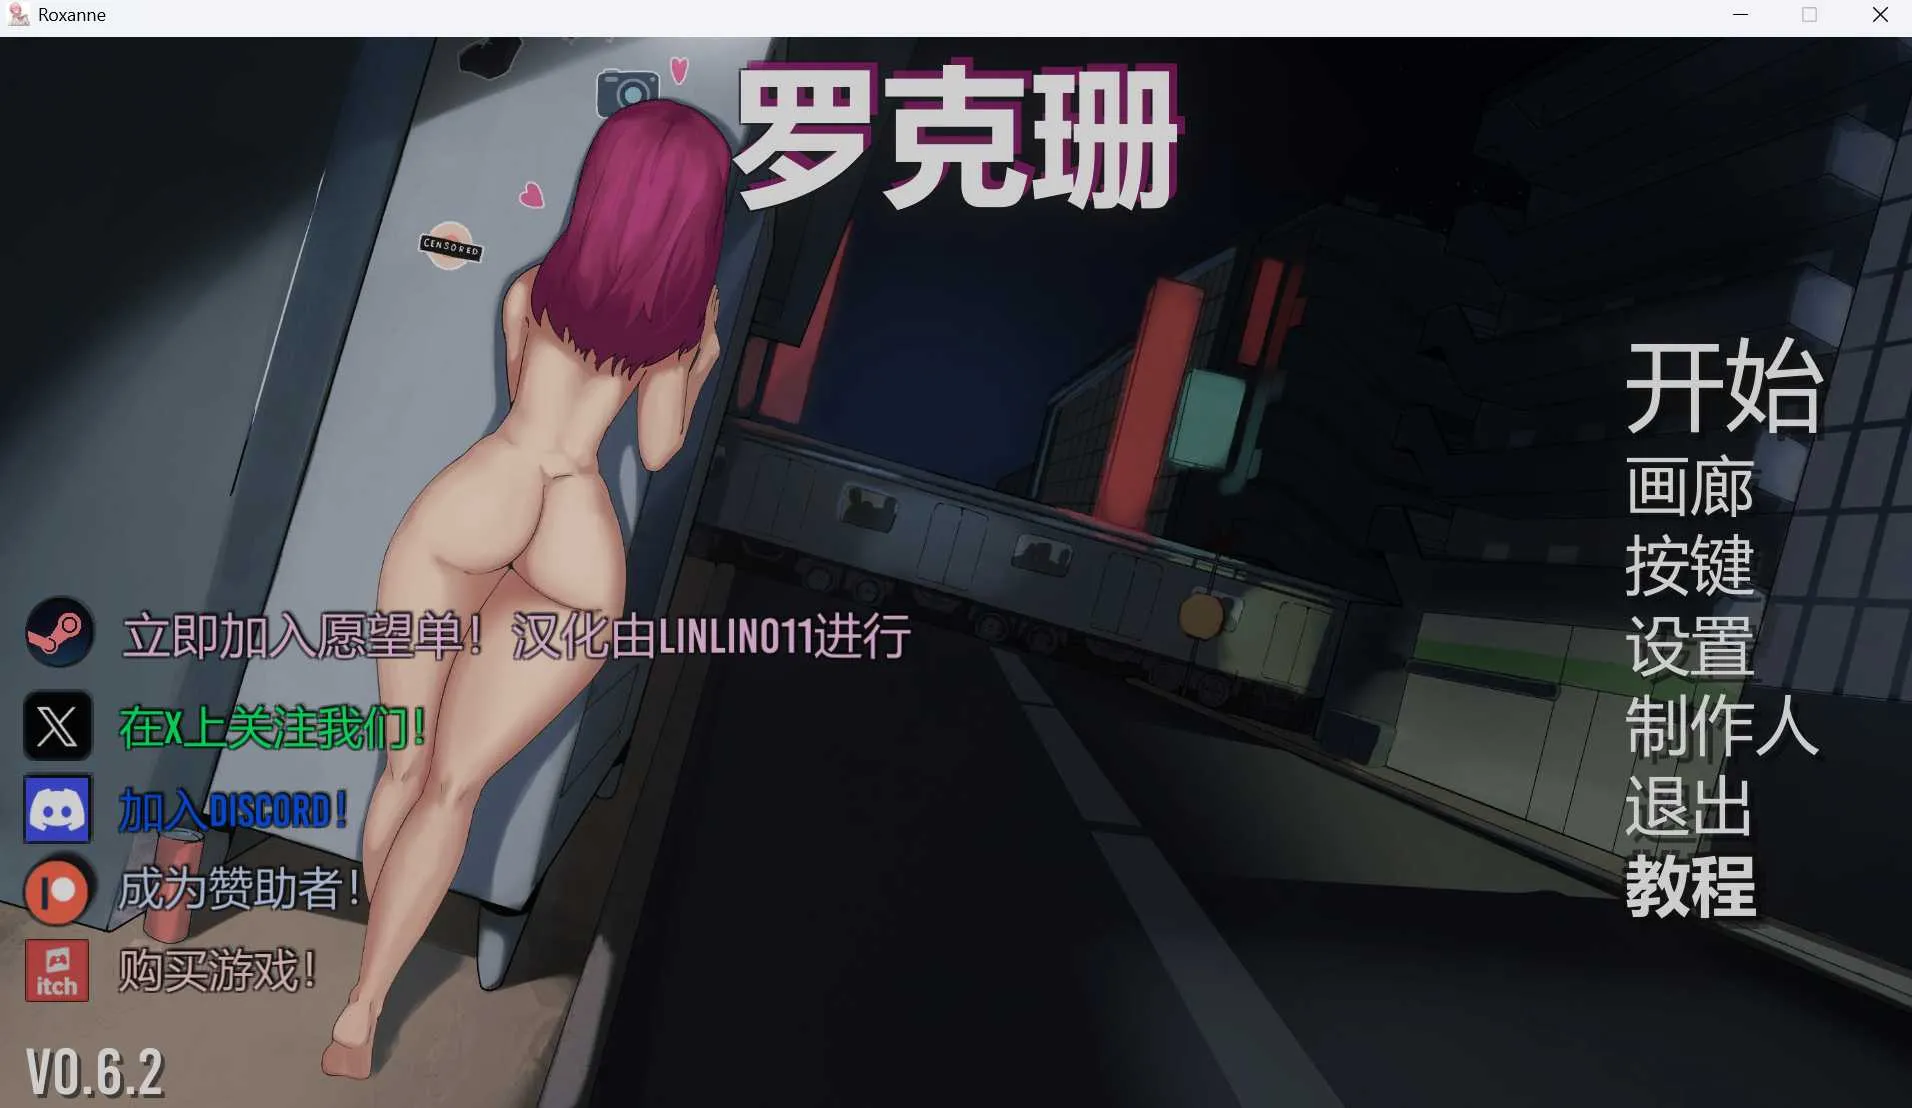 Roxanne
罗克珊
CENSORED
开始
画廊
按键
设置
制作人
退出
教程
立即加入愿望单！汉化由LINLIN011进行
在X上关注我们！
加入DISCORD！
成为赞助者！
itch
购买游戏！
V0.6.2